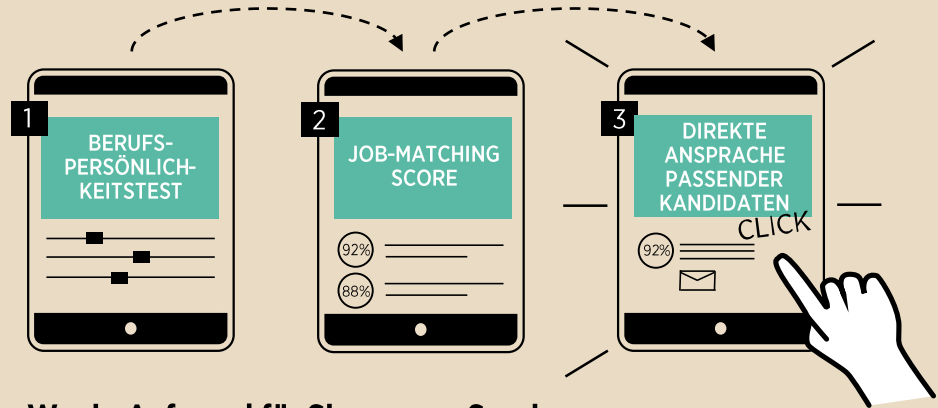 1
BERUFS-
PERSÖNLICH-
KEITSTEST
2
JOB-MATCHING
SCORE
92%
88%
3
DIREKTE
ANSPRACHE
PASSENDER
KANDIDATEN
CLICK
92%